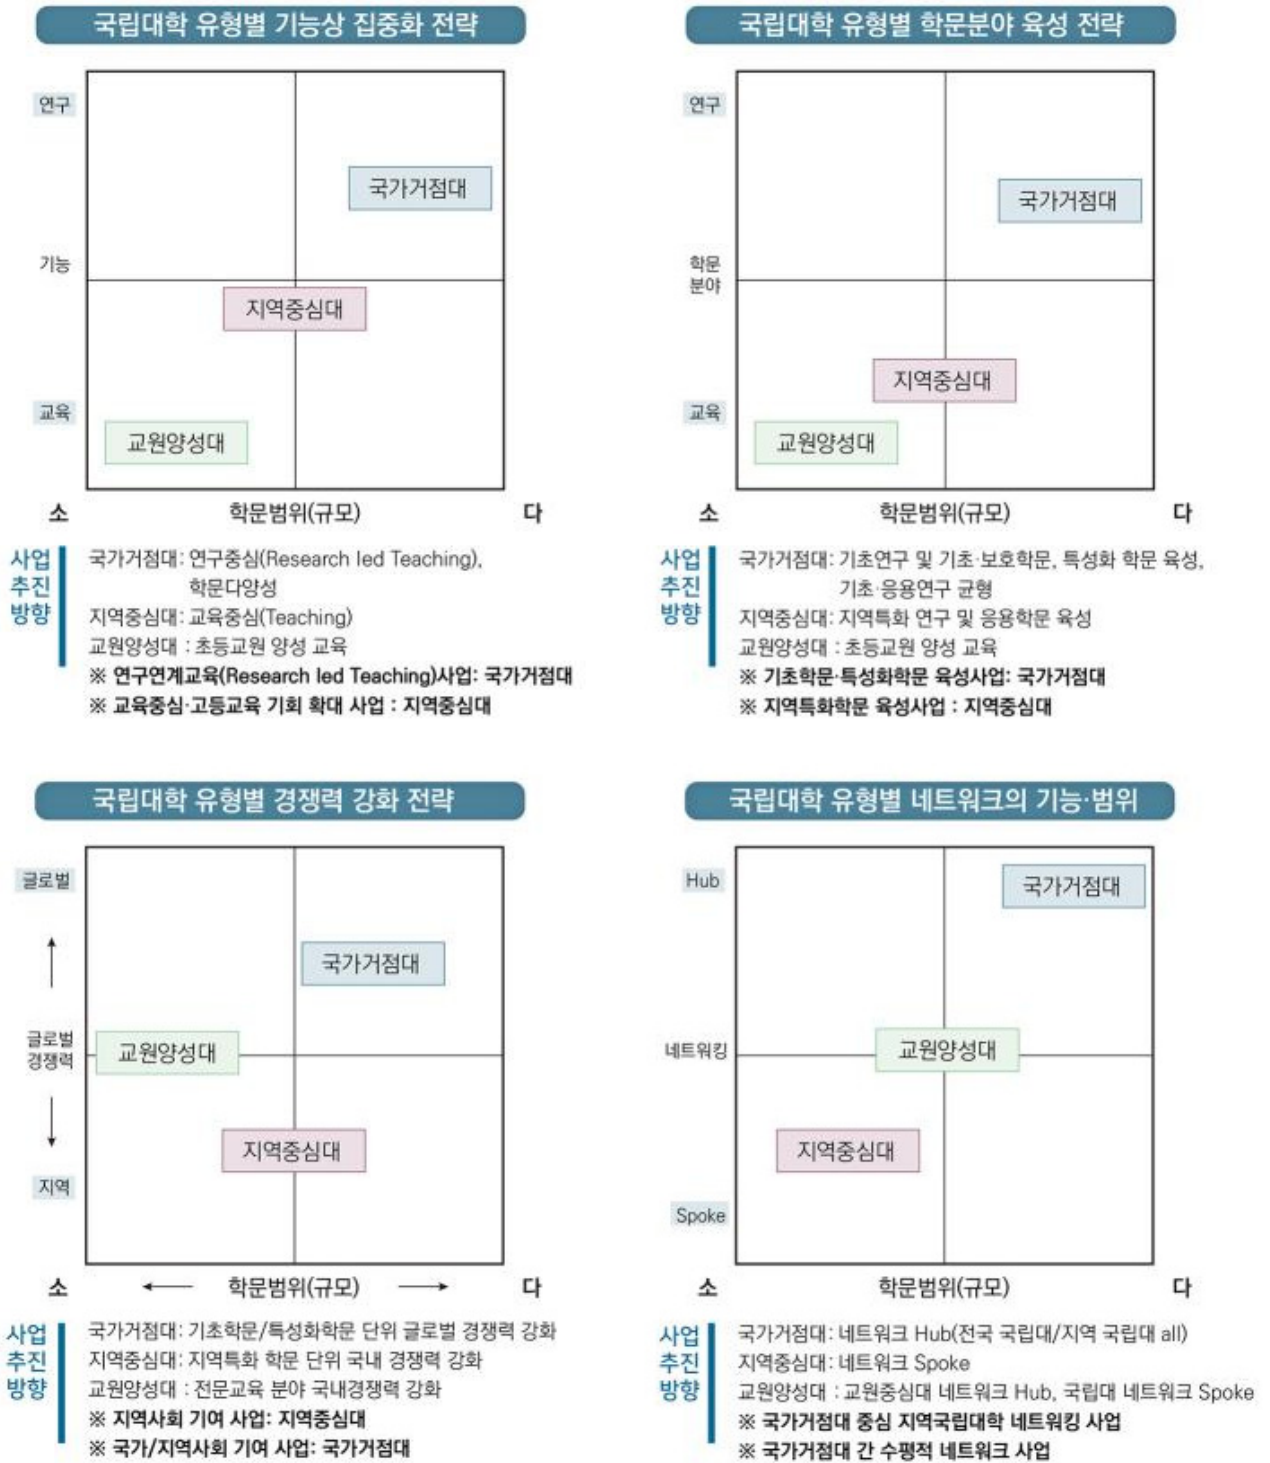 국립대학 유형별 기능상 집중화 전략
연구
국가거점대
기능
지역중심대
교육
교원양성대
소 학문범위(규모) 다
사업
추진
방향
국가거점대: 연구중심(Research led Teaching),
학문다양성
지역중심대: 교육중심(Teaching)
교원양성대 : 초등교원 양성 교육
※ 연구연계교육(Research led Teaching)사업: 국가거점대
※ 교육중심·고등교육 기회 확대 사업 : 지역중심대
국립대학 유형별 학문분야 육성 전략
연구
국가거점대
학문
분야
지역중심대
교육
교원양성대
소 학문범위(규모) 다
사업
추진
방향
국가거점대: 기초연구 및 기초·보호학문, 특성화 학문 육성,
기초·응용연구 균형
지역중심대: 지역특화 연구 및 응용학문 육성
교원양성대 : 초등교원 양성 교육
※ 기초학문·특성화학문 육성사업: 국가거점대
※ 지역특화학문 육성사업 : 지역중심대
국립대학 유형별 경쟁력 강화 전략
글로벌
국가거점대
글로벌
경쟁력
교원양성대
지역중심대
지역
소 학문범위(규모) 다
사업
추진
방향
국가거점대: 기초학문/특성화학문 단위 글로벌 경쟁력 강화
지역중심대: 지역특화 학문 단위 국내 경쟁력 강화
교원양성대 : 전문교육 분야 국내경쟁력 강화
※ 지역사회 기여 사업: 지역중심대
※ 국가/지역사회 기여 사업: 국가거점대
국립대학 유형별 네트워크의 기능·범위
Hub
국가거점대
네트워킹
교원양성대
지역중심대
Spoke
소 학문범위(규모) 다
사업
추진
방향
국가거점대: 네트워크 Hub(전국 국립대/지역 국립대 all)
지역중심대: 네트워크 Spoke
교원양성대 : 교원중심대 네트워크 Hub, 국립대 네트워크 Spoke
※ 국가거점대 중심 지역국립대학 네트워킹 사업
※ 국가거점대 간 수평적 네트워크 사업